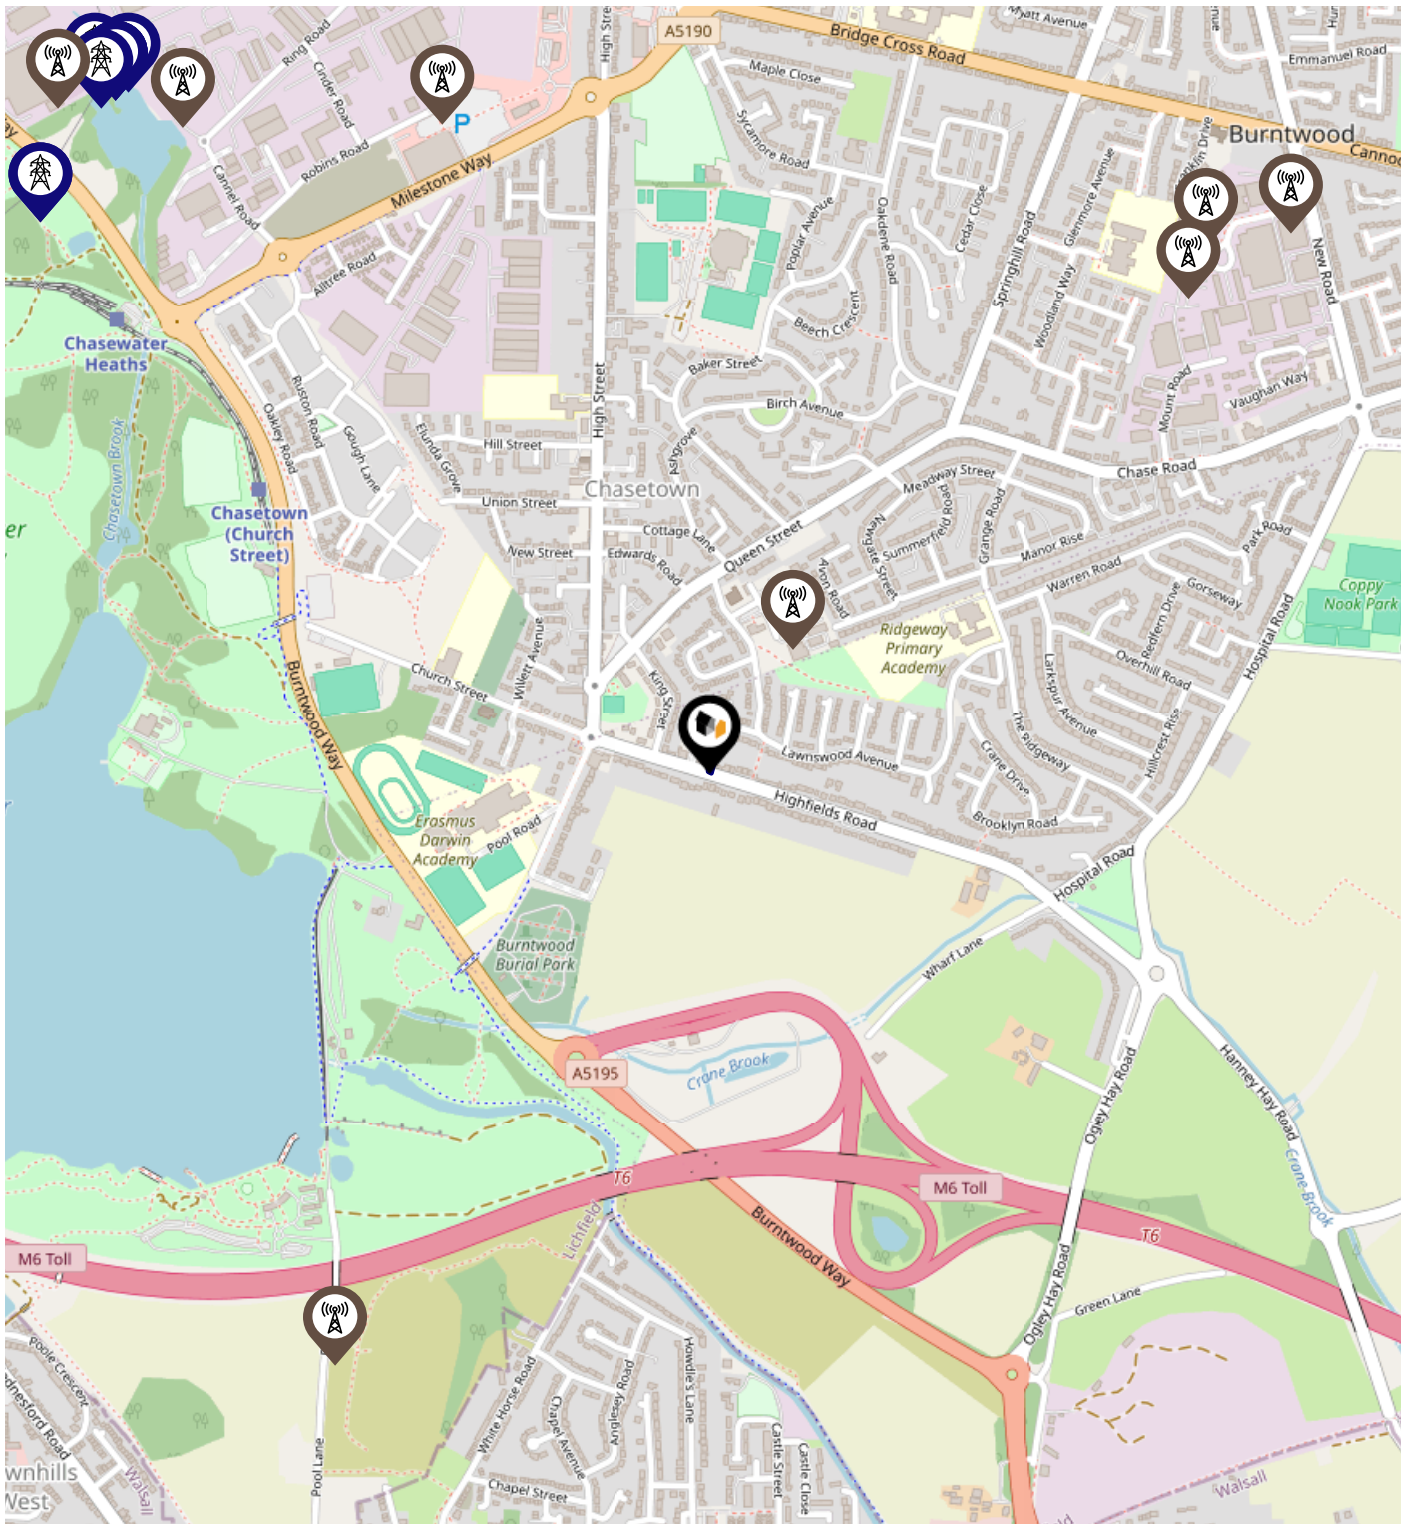 High Stre
A5190
Myatt Avenue
Bridge Cross Road
Emmanuel Road
Ring Road
Maple Close
Cinder Road
P
Burntwood
Cannoc
Sycamore Road
Robins Road
Milestone Way
Cannel Road
Glenmore Avenue
Poplar Avenue
Oakdene Road
Cedar Close
Springhill Road
New Road
Alltree Road
Woodland Way
Beech Crescent
Chasewater
Heaths
Baker Street
High Street
Ruston Road
Oakley Road
Birch Avenue
Mount Road
Vaughan Way
Gough Lane
Elunda Grove
Hill Street
Ashgrove
Chase Road
Chasetown Brook
Meadway Street
Chasetown
Union Street
Chasetown
(Church
Street)
er
New Street
Edwards Road
Cottage Lane
Queen Street
Newgate Street
Summerfield Road
Grange Road
Manor Rise
Park Road
Avon Road
Warren Road
Gorseway
Coppy
Nook Park
Redfern Drive
Ridgeway
Primary
Academy
Willett Avenue
Church Street
King Street
Overhill Road
Hospital Road
Larkspur Avenue
Burntwood Way
The Ridgeway
Hillcrest Rise
Lawnswood Avenue
Crane Drive
Highfields Road
Brooklyn Road
Erasmus
Darwin
Academy
Pool Road
Hospital Road
Burntwood
Burial Park
Wharf Lane
A5195
Crane Brook
Ogley Hay Road
Hanney Hay Road
Crane Brook
T6
M6 Toll
Lichfield
Burntwood Way
T6
M6 Toll
Ogley Hay Road
Green Lane
Poole Crescent
White Horse Road
Chapel Avenue
Anglesey Road
Howdle's Lane
dnesford Road
Pool Lane
Castle Street
Castle Close
Chapel Street
wnhills
West
Walsall
Walsall